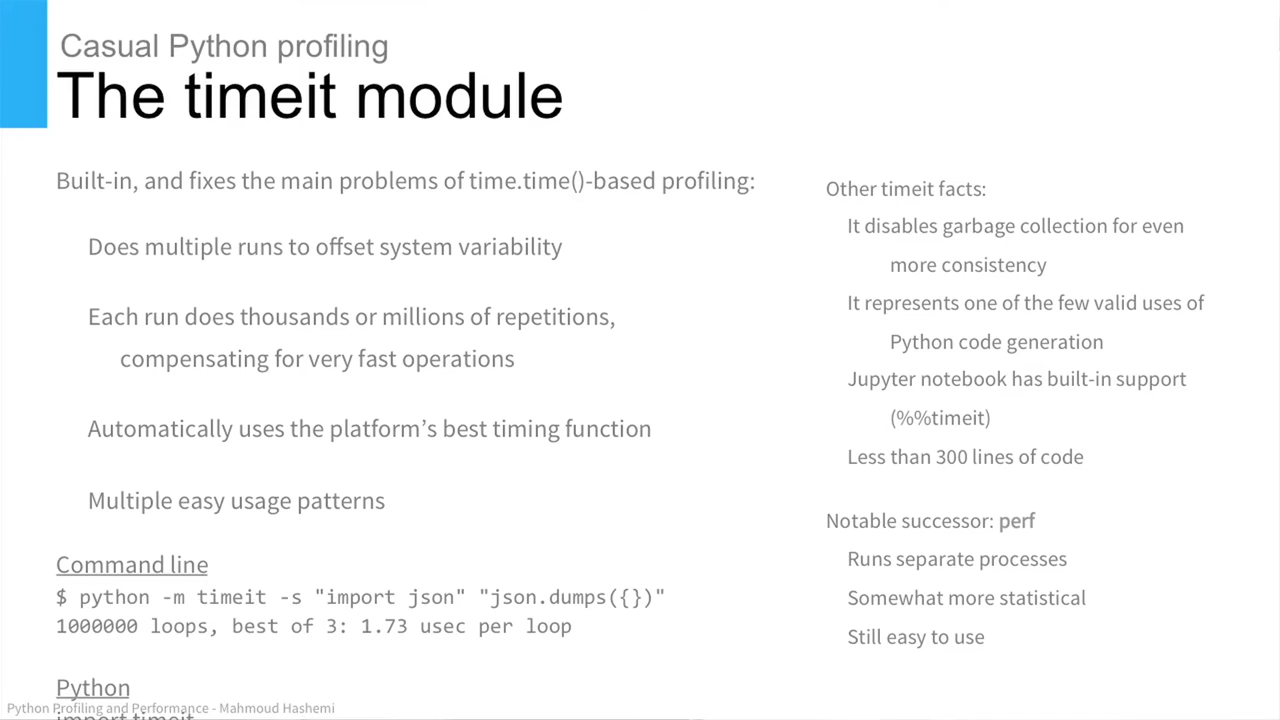 Casual Python profiling
The timeit module
Built-in, and fixes the main problems of time.time()-based profiling:
Does multiple runs to offset system variability
Each run does thousands or millions of repetitions,
compensating for very fast operations
Automatically uses the platform’s best timing function
Multiple easy usage patterns
Command line
$ python -m timeit -s "import json" "json.dumps({})"
1000000 loops, best of 3: 1.73 usec per loop
Python
import timeit
Other timeit facts:
It disables garbage collection for even
more consistency
It represents one of the few valid uses of
Python code generation
Jupyter notebook has built-in support
(%%timeit)
Less than 300 lines of code
Notable successor: perf
Runs separate processes
Somewhat more statistical
Still easy to use
Python Profiling and Performance - Mahmoud Hashemi